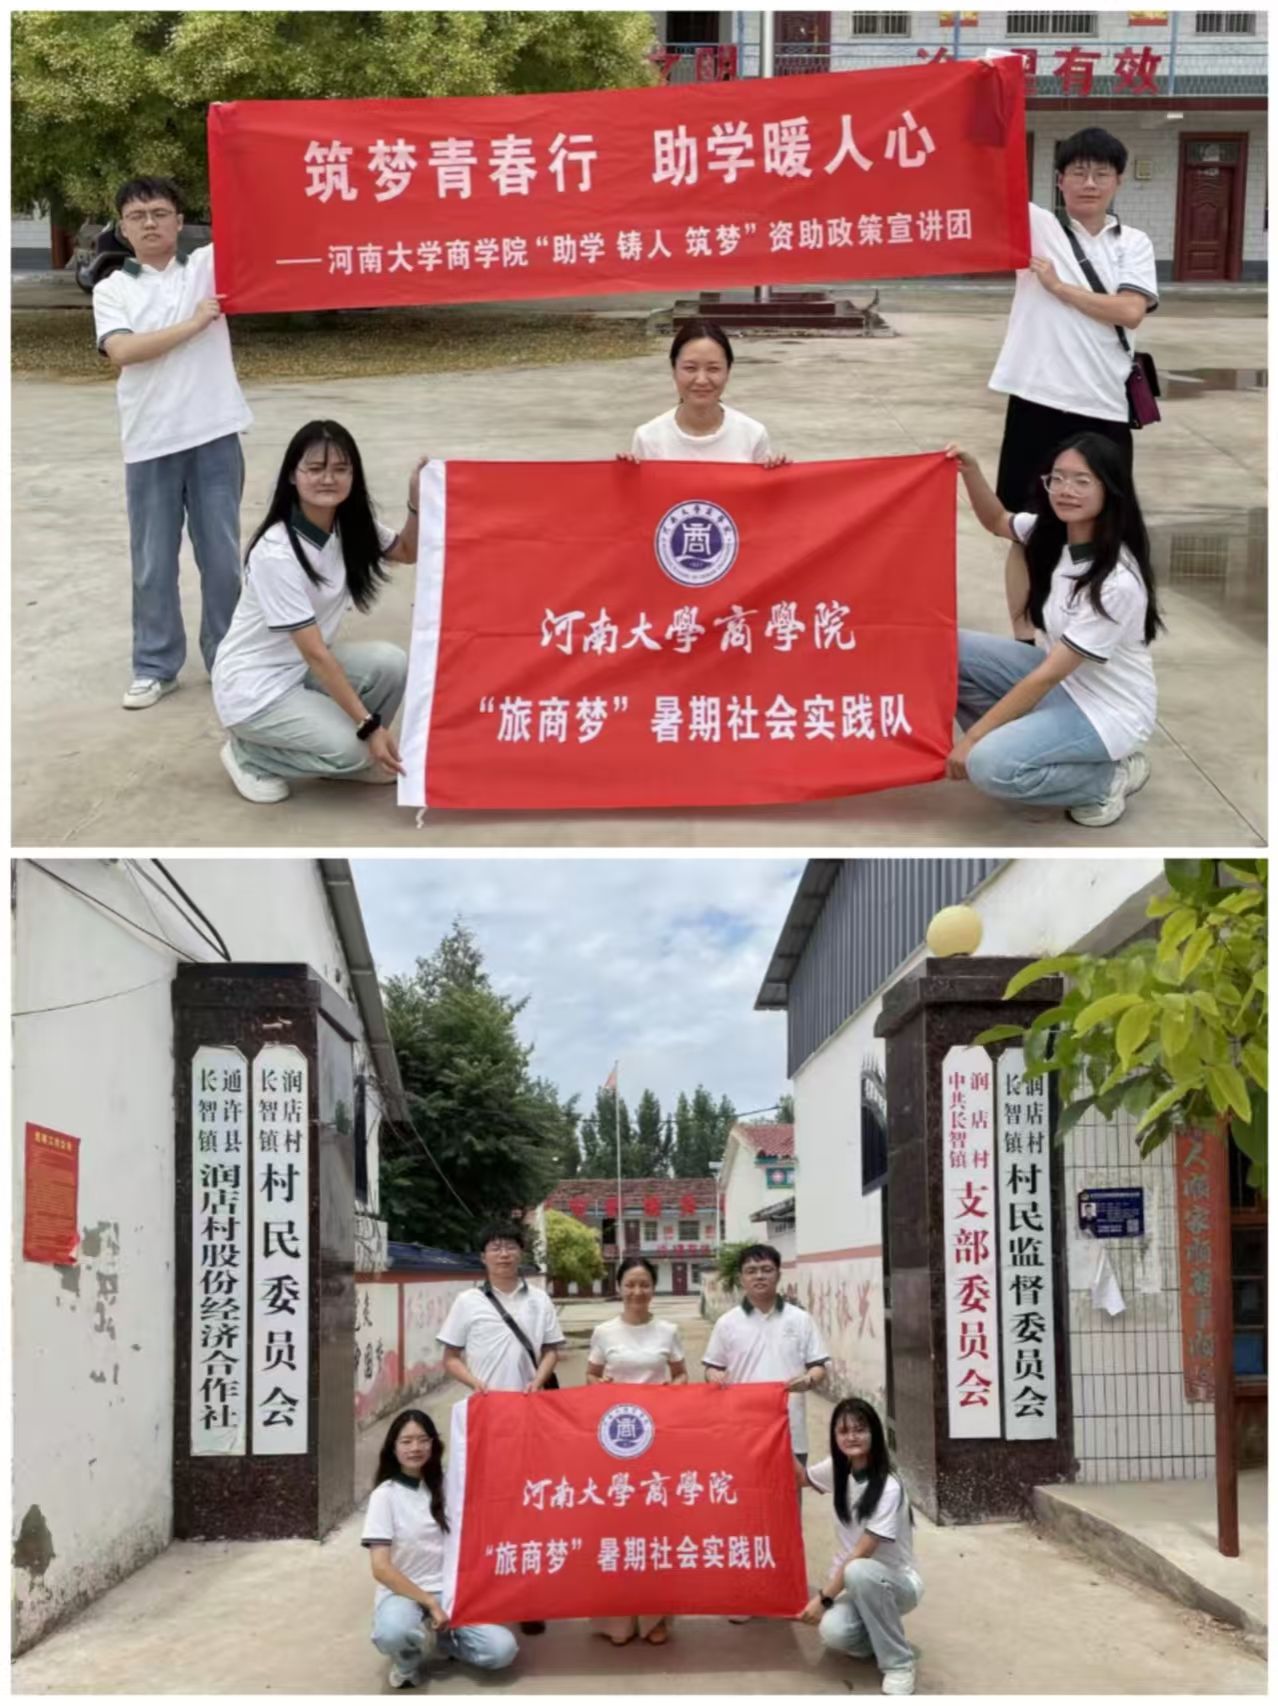 有效
筑梦青春行 助学暖人心
——河南大学商学院“助学 铸人 筑梦”资助政策宣讲团
商
河南大學商學院
“旅商梦”暑期社会实践队
通许县
长智镇
润店村股份经济合作社
润店村
长智镇
村民委员会
润店村
中共长智镇
支部委员会
润店村
长智镇
村民监督委员会
商
河南大學商學院
“旅商梦”暑期社会实践队